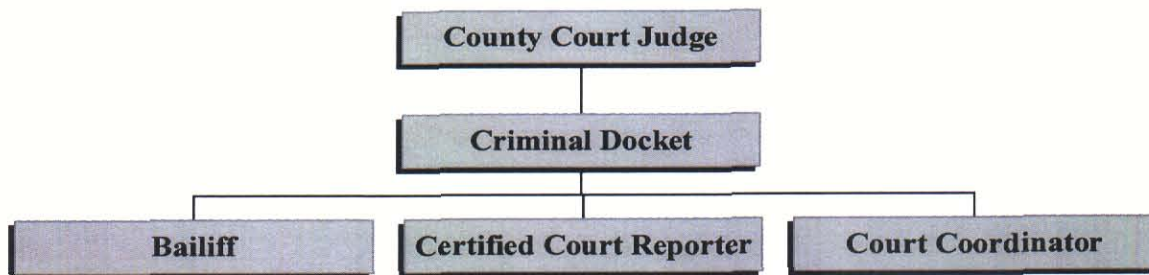 County Court Judge
Criminal Docket
Bailiff
Certified Court Reporter
Court Coordinator